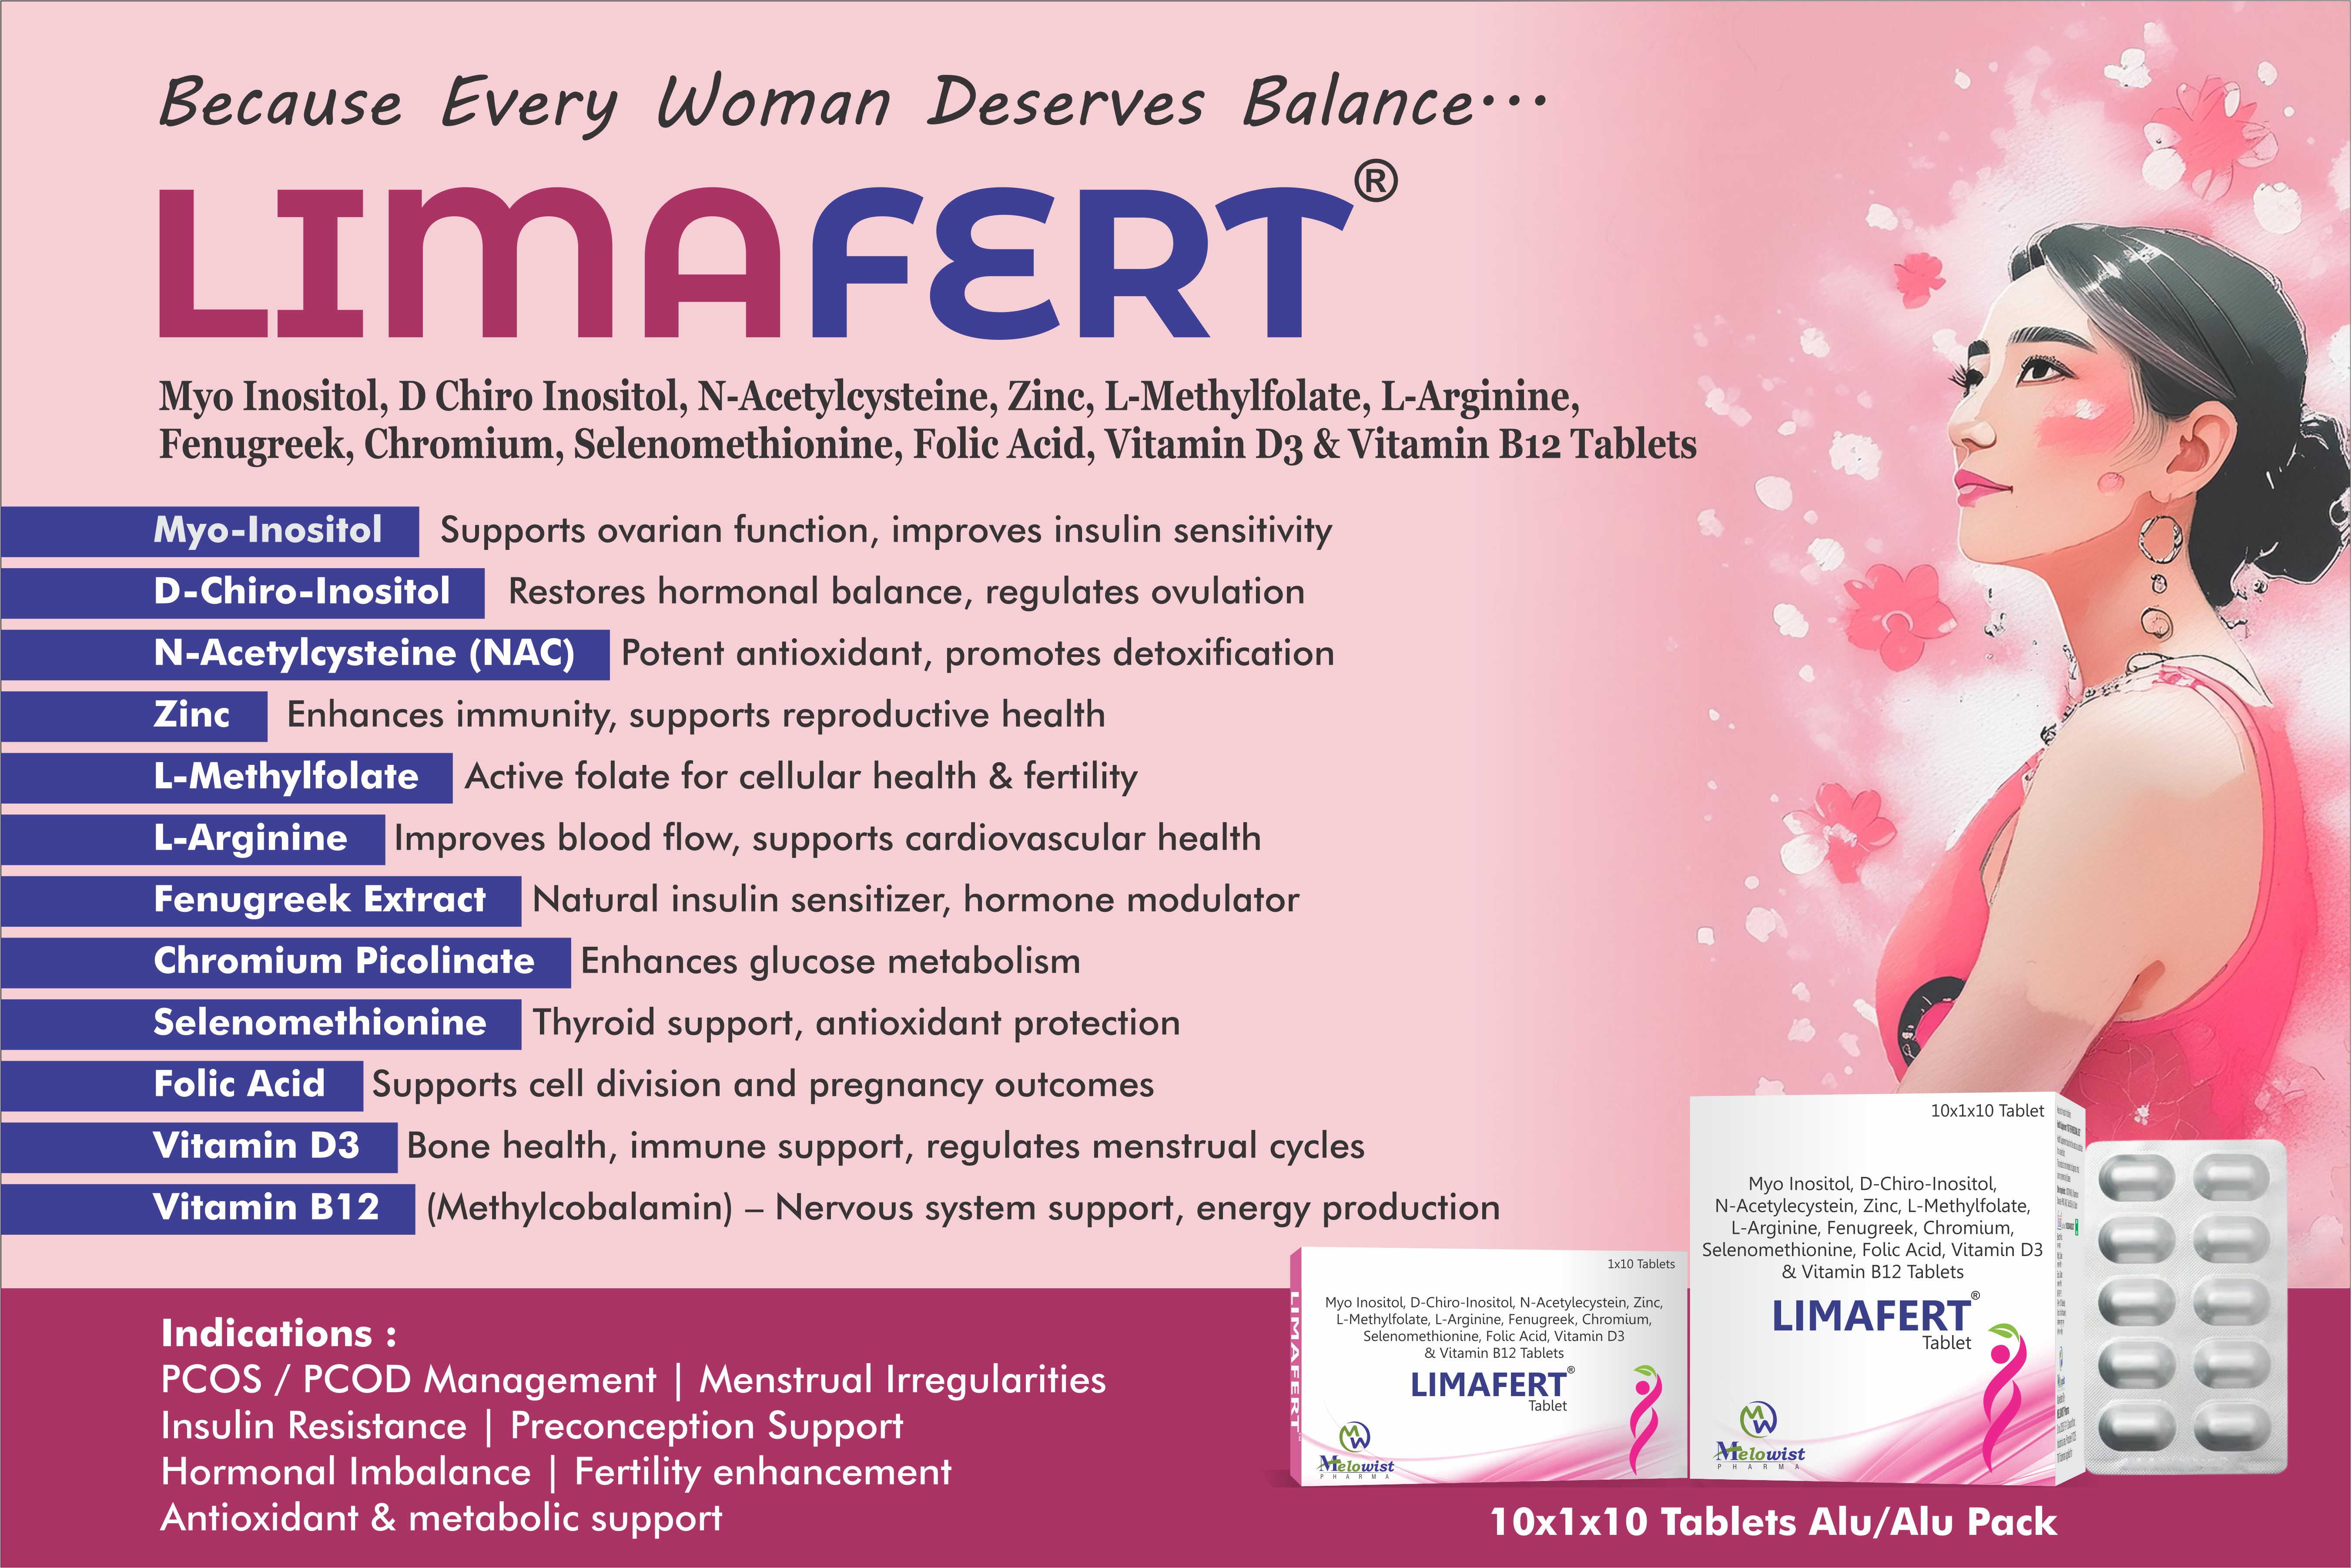 Because Every Woman Deserves Balance...
LIMAFERT®
Myo Inositol, D Chiro Inositol, N-Acetylcysteine, Zinc, L-Methylfolate, L-Arginine,
Fenugreek, Chromium, Selenomethionine, Folic Acid, Vitamin D3 & Vitamin B12 Tablets
Myo-Inositol Supports ovarian function, improves insulin sensitivity
D-Chiro-Inositol Restores hormonal balance, regulates ovulation
N-Acetylcysteine (NAC) Potent antioxidant, promotes detoxification
Zinc Enhances immunity, supports reproductive health
L-Methylfolate Active folate for cellular health & fertility
L-Arginine Improves blood flow, supports cardiovascular health
Fenugreek Extract Natural insulin sensitizer, hormone modulator
Chromium Picolinate Enhances glucose metabolism
Selenomethionine Thyroid support, antioxidant protection
Folic Acid Supports cell division and pregnancy outcomes
Vitamin D3 Bone health, immune support, regulates menstrual cycles
Vitamin B12 (Methylcobalamin) – Nervous system support, energy production
Indications :
PCOS / PCOD Management | Menstrual Irregularities
Insulin Resistance | Preconception Support
Hormonal Imbalance | Fertility enhancement
Antioxidant & metabolic support
LIMAFERT
1x10 Tablets
Myo Inositol, D-Chiro-Inositol, N-Acetylecystein, Zinc,
L-Methylfolate, L-Arginine, Fenugreek, Chromium,
Selenomethionine, Folic Acid, Vitamin D3
& Vitamin B12 Tablets
LIMAFERT®
Tablet
MW
Melowist
PHARMA
10x1x10 Tablet
Myo Inositol, D-Chiro-Inositol,
N-Acetylecystein, Zinc, L-Methylfolate,
L-Arginine, Fenugreek, Chromium,
Selenomethionine, Folic Acid, Vitamin D3
& Vitamin B12 Tablets
LIMAFERT®
Tablet
MW
Melowist
PHARMA
10x1x10 Tablets Alu/Alu Pack